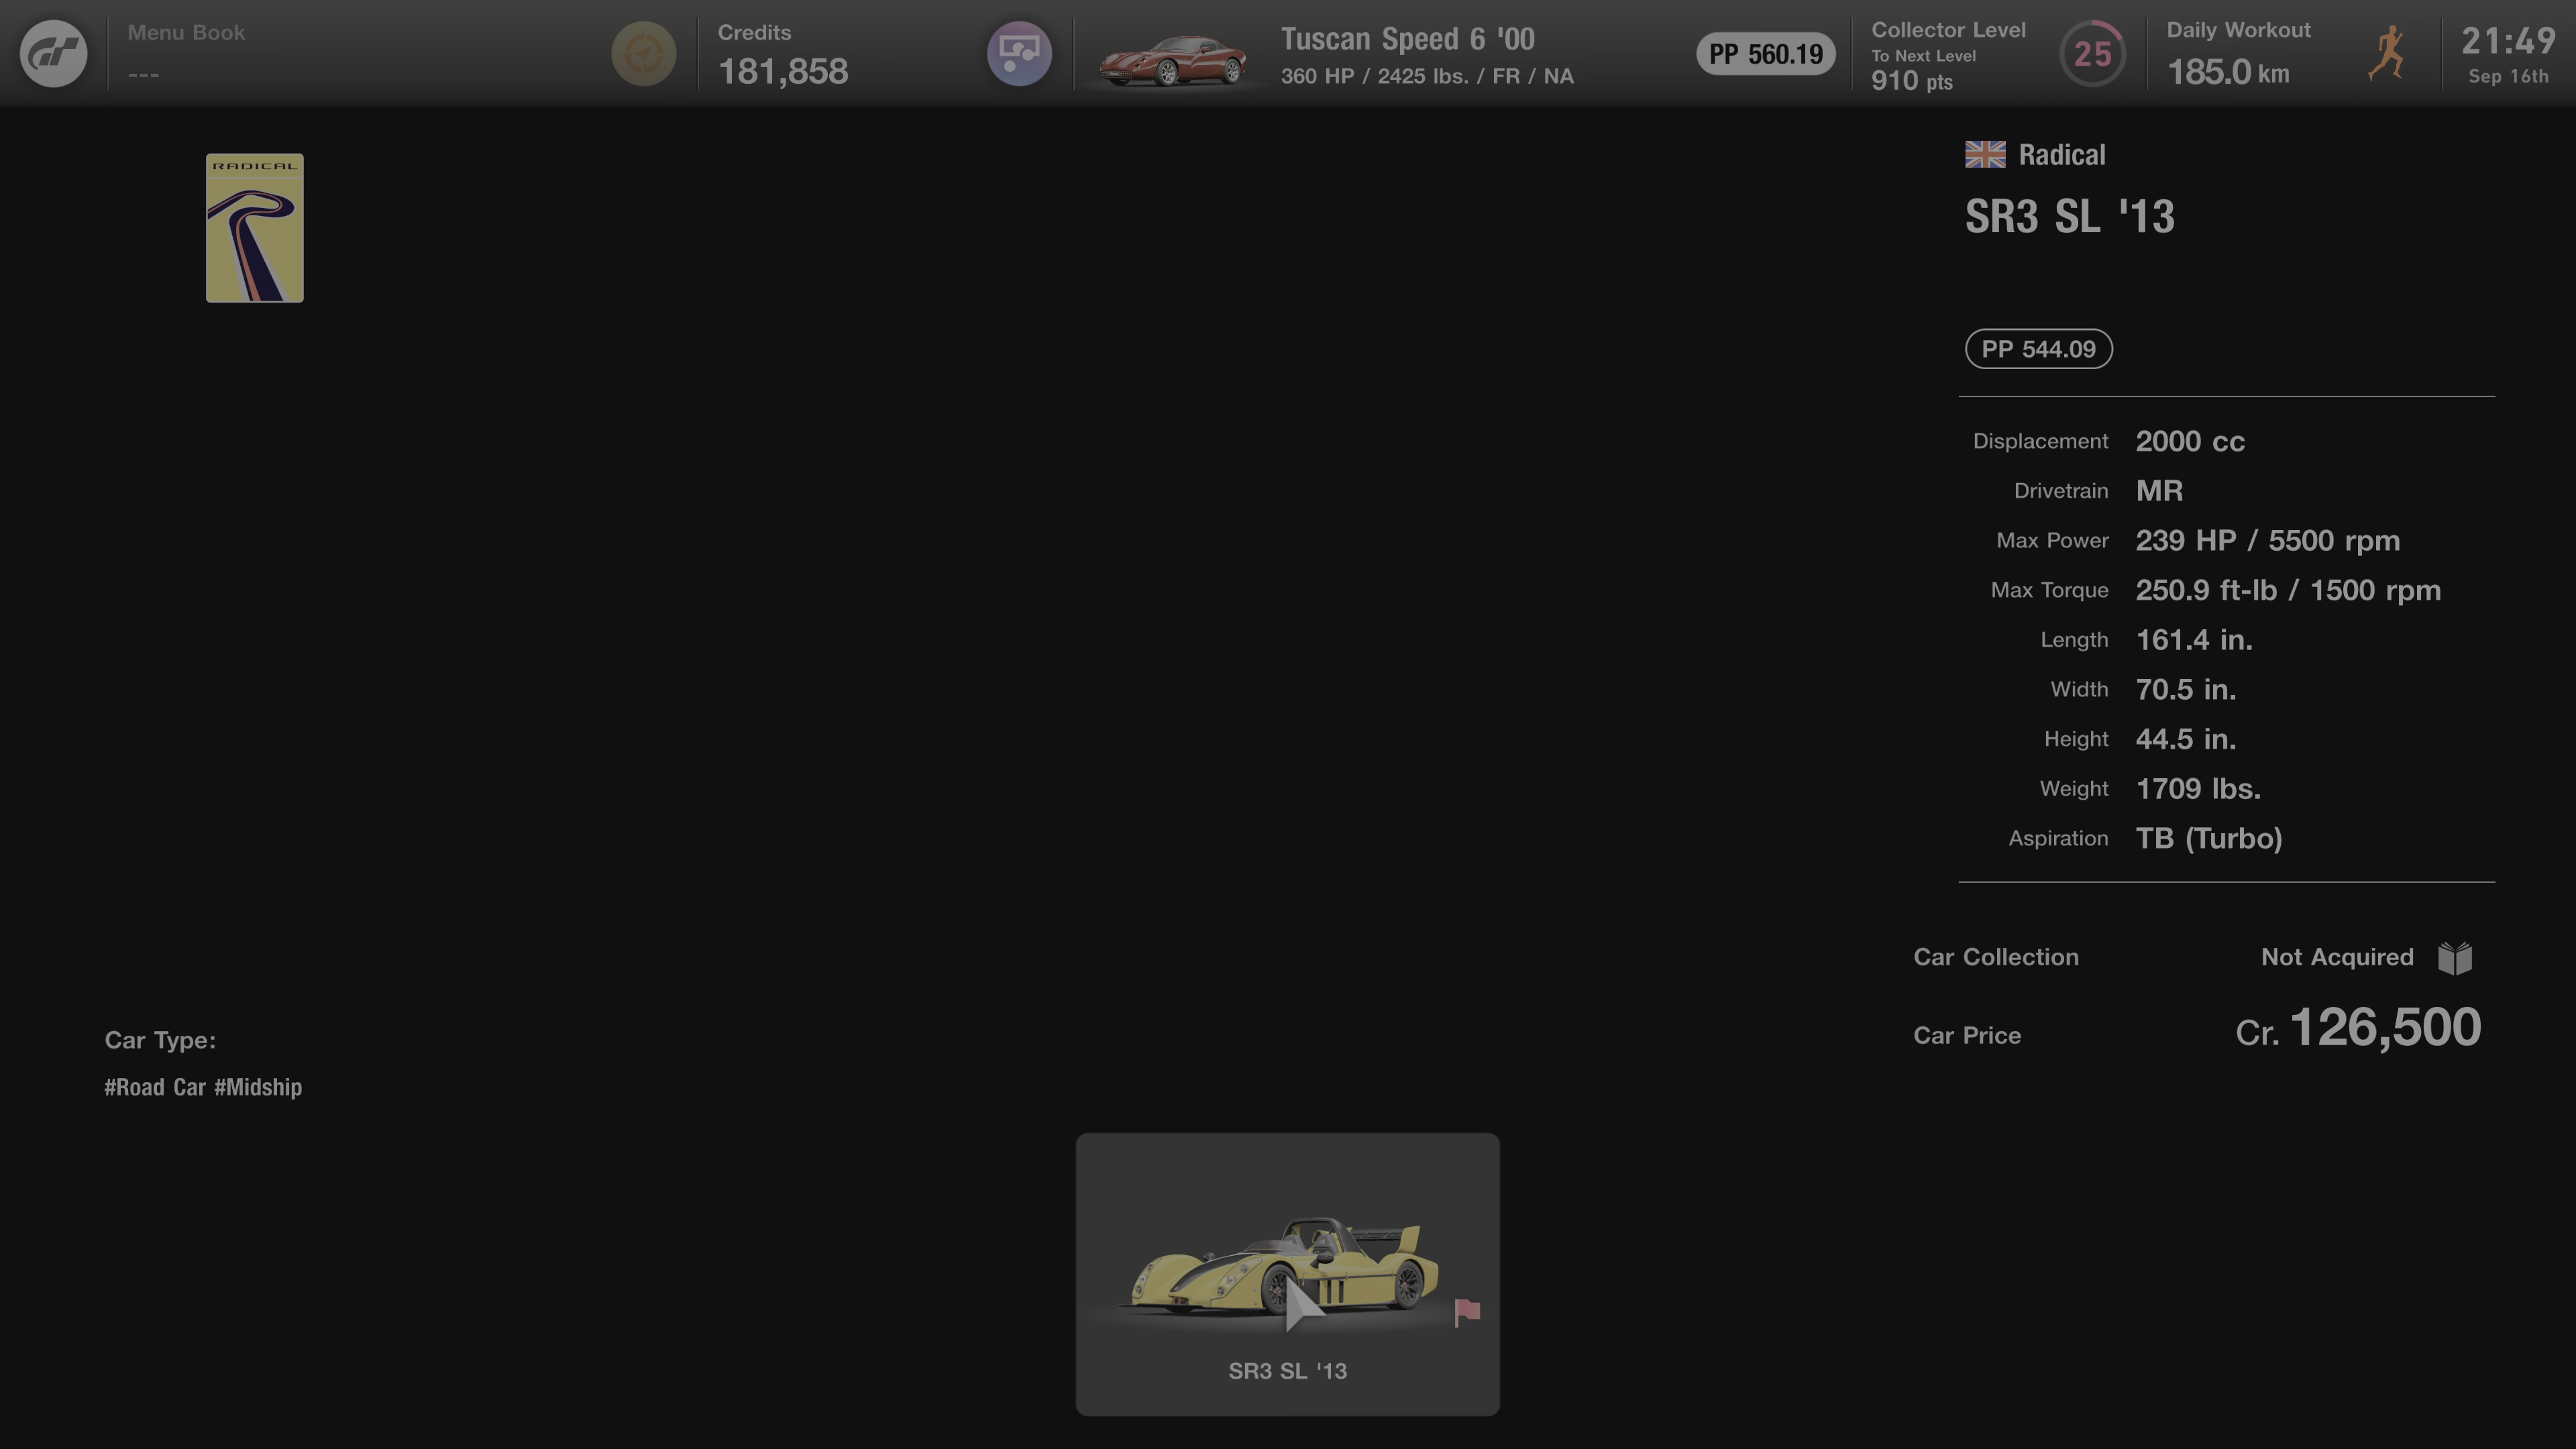 Menu Book
---
Credits
181,858
Tuscan Speed 6 '00
360 HP / 2425 lbs. / FR / NA
PP 560.19
Collector Level
To Next Level
910 pts
25
Daily Workout
185.0 km
21:49
Sep 16th
RADICAL
Radical
SR3 SL '13
PP 544.09
Displacement 2000 cc
Drivetrain MR
Max Power 239 HP / 5500 rpm
Max Torque 250.9 ft-lb / 1500 rpm
Length 161.4 in.
Width 70.5 in.
Height 44.5 in.
Weight 1709 lbs.
Aspiration TB (Turbo)
Car Collection Not Acquired
Car Price Cr. 126,500
Car Type:
#Road Car #Midship
SR3 SL '13